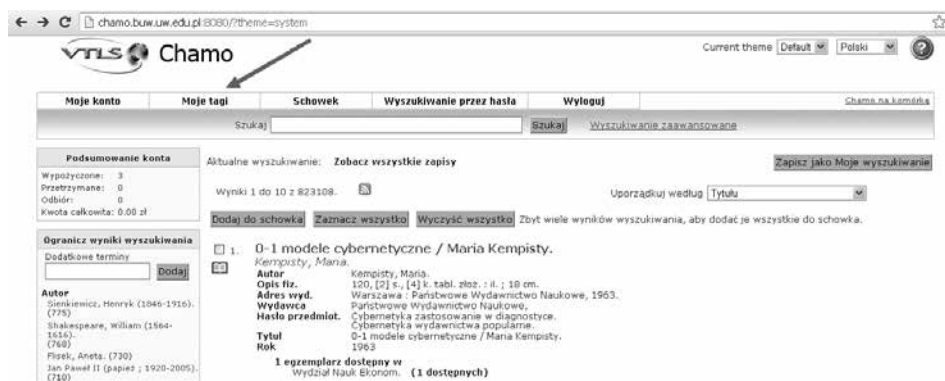 chamo.buw.uw.edu.pl:8080/?theme=system
VTLS Chamo
Current theme Default Polski
Moje konto Moje tagi Schowek Wyszukiwanie przez hasła Wyloguj Chamo na komórkę
Szukaj Szukaj Wyszukiwanie zaawansowane
Podsumowanie konta
Wypożyczone: 3
Przetrzymane: 0
Odbiór: 0
Kwota całkowita: 0.00 zł
Ogranicz wyniki wyszukiwania
Dodatkowe terminy
Dodaj
Autor
Sienkiewicz, Henryk (1846-1916).
(775)
Shakespeare, William (1564-
1616).
(768)
Flisek, Aneta. (730)
Jan Paweł II (papież ; 1920-2005).
(710)
Aktualne wyszukiwanie: Zobacz wszystkie zapisy
Zapisz jako Moje wyszukiwanie
Wyniki 1 do 10 z 823108.
Uporządkuj według Tytułu
Dodaj do schowka Zaznacz wszystko Wyczyść wszystko Zbyt wiele wyników wyszukiwania, aby dodać je wszystkie do schowka.
1. 0-1 modele cybernetyczne / Maria Kempisty.
Kempisty, Maria.
Autor Kempisty, Maria.
Opis fiz. 120, [2] s., [4] k. tabl. złoż. : il. ; 18 cm.
Adres wyd. Warszawa : Państwowe Wydawnictwo Naukowe, 1963.
Wydawca Państwowe Wydawnictwo Naukowe,
Hasło przedmiot. Cybernetyka zastosowanie w diagnostyce.
Cybernetyka wydawnictwa popularne.
Tytuł 0-1 modele cybernetyczne / Maria Kempisty.
Rok 1963
1 egzemplarz dostępny w
Wydział Nauk Ekonom. (1 dostępnych)